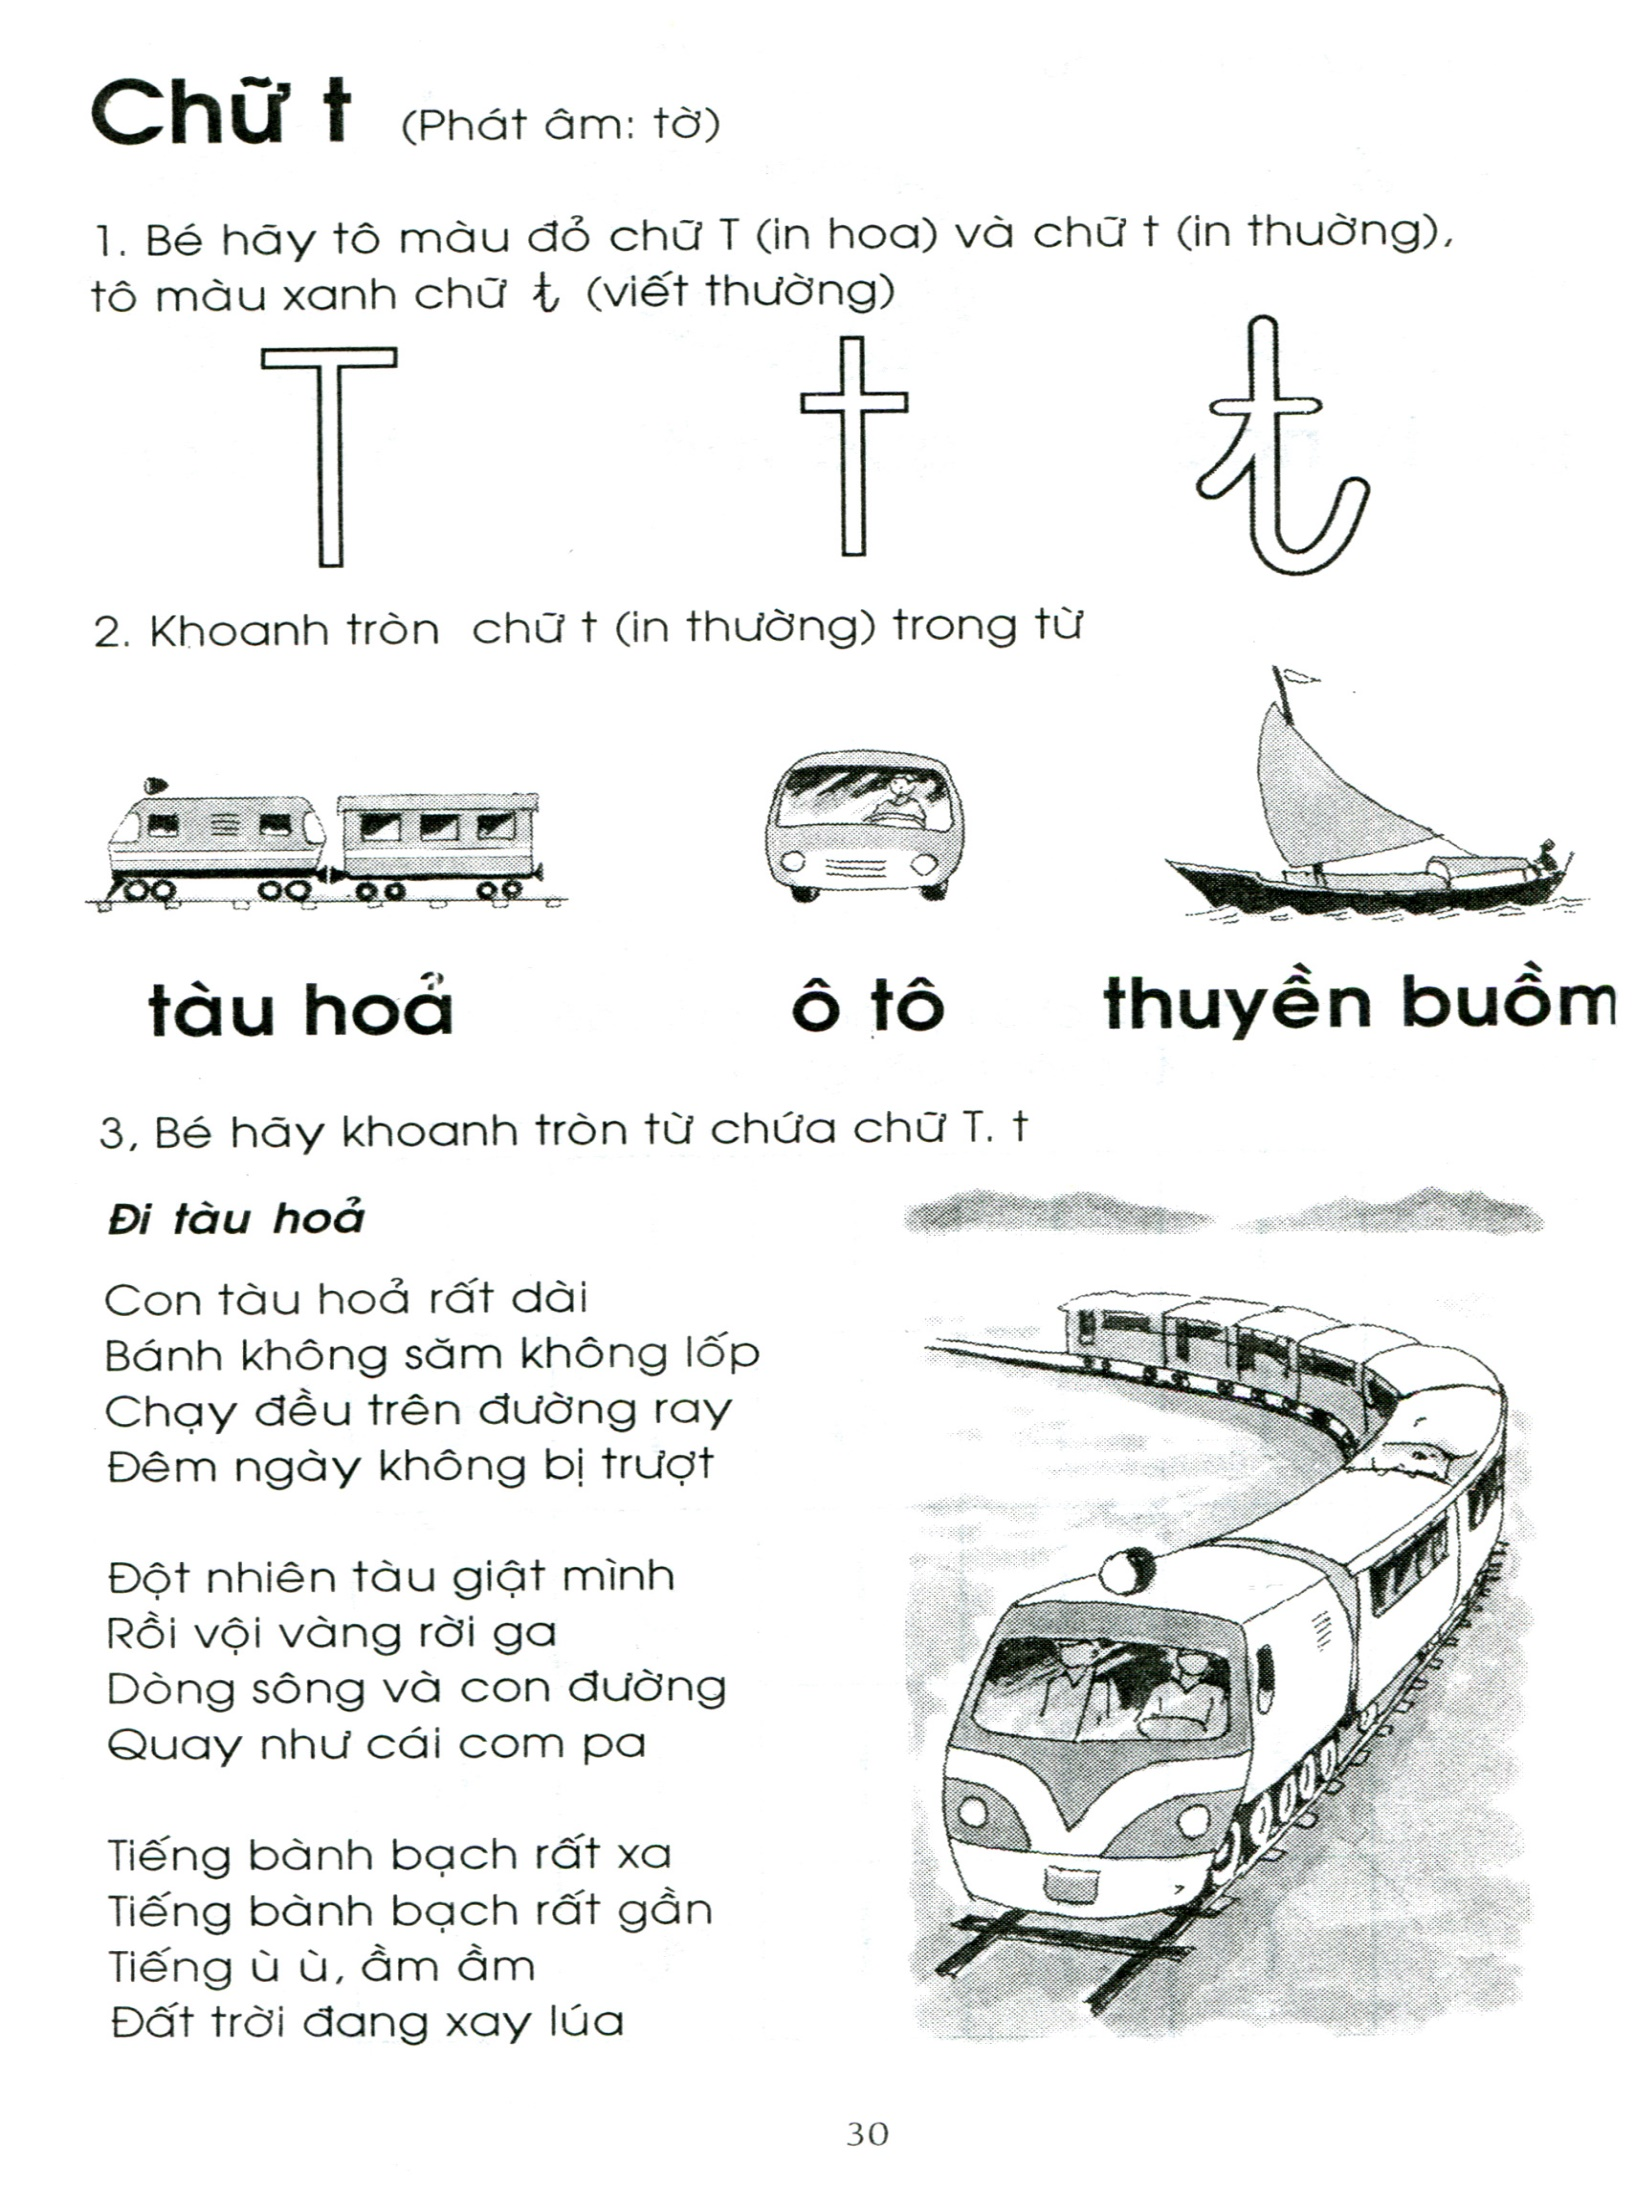 Chữ t (Phát âm: tờ)
1. Bé hãy tô màu đỏ chữ T (in hoa) và chữ t (in thuờng),
tô màu xanh chữ t (viết thường)
T t t
2. Khoanh tròn chữ t (in thường) trong từ
tàu hoả ô tô thuyền buồm
3, Bé hãy khoanh tròn từ chứa chữ T. t
Đi tàu hoả
Con tàu hoả rất dài
Bánh không săm không lốp
Chạy đều trên đường ray
Đêm ngày không bị trượt
Đột nhiên tàu giật mình
Rồi vội vàng rời ga
Dòng sông và con đường
Quay như cái com pa
Tiếng bành bạch rất xa
Tiếng bành bạch rất gần
Tiếng ù ù, ầm ầm
Đất trời đang xay lúa
30